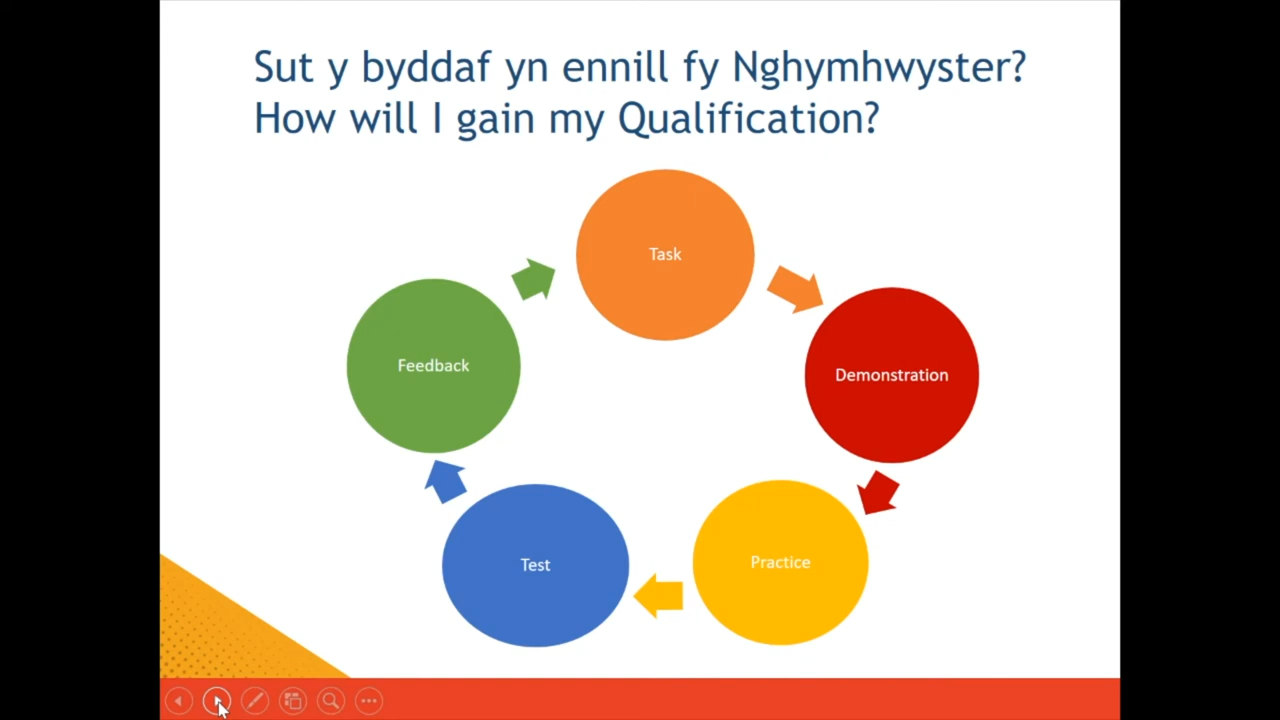 Sut y byddaf yn ennill fy Nghymhwyster?
How will I gain my Qualification?
Task
Demonstration
Practice
Test
Feedback